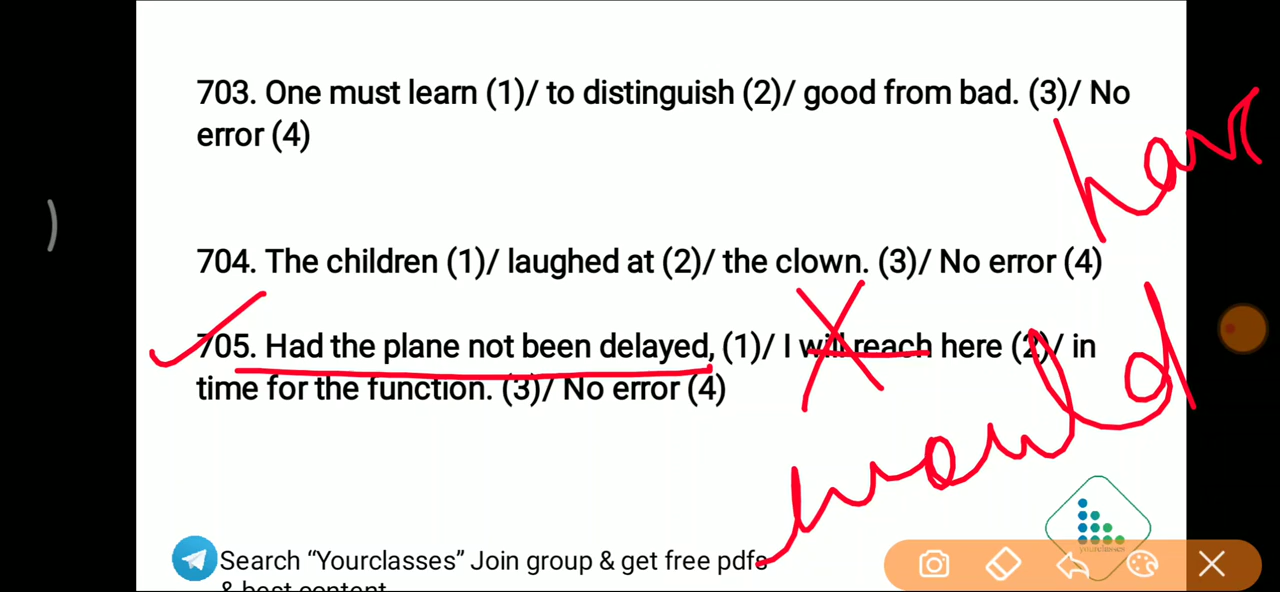 703. One must learn (1)/ to distinguish (2)/ good from bad. (3)/ No
error (4)
have
704. The children (1)/ laughed at (2)/ the clown. (3)/ No error (4)
705. Had the plane not been delayed, (1)/ I will reach here (2)/ in
time for the function. (3)/ No error (4)
would
yourclasses
Search “Yourclasses” Join group & get free pdfs
& best content